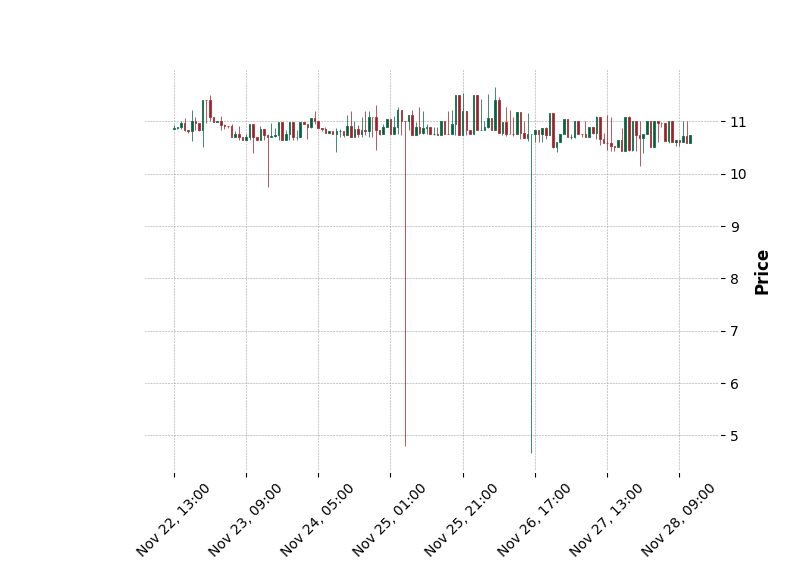 11
10
9
8
7
6
5
Price
Nov 22, 13:00
Nov 23, 09:00
Nov 24, 05:00
Nov 25, 01:00
Nov 25, 21:00
Nov 26, 17:00
Nov 27, 13:00
Nov 28, 09:00